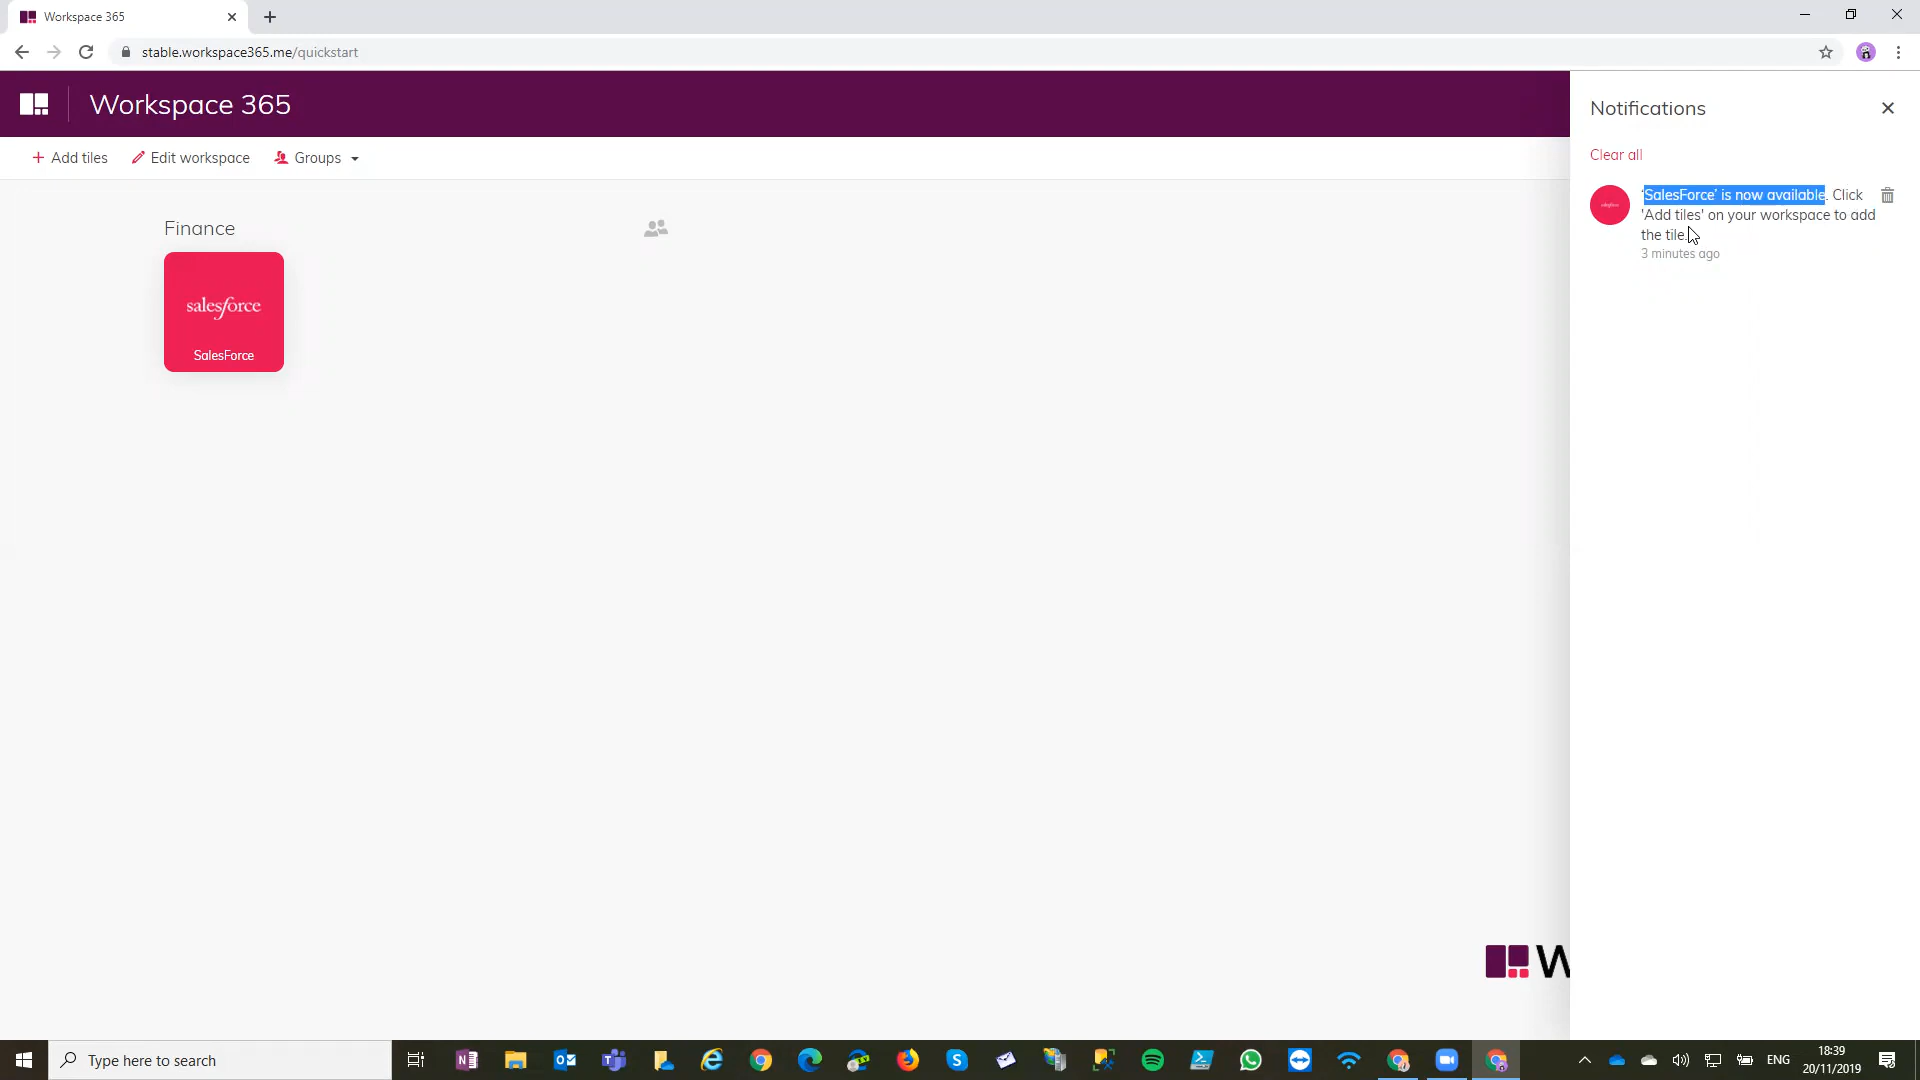 Workspace 365
stable.workspace365.me/quickstart
Workspace 365
Notifications
Add tiles
Edit workspace
Groups
Clear all
'SalesForce' is now available. Click
'Add tiles' on your workspace to add
the tile.
3 minutes ago
Finance
salesforce
SalesForce
W
Type here to search
ENG
18:39
20/11/2019